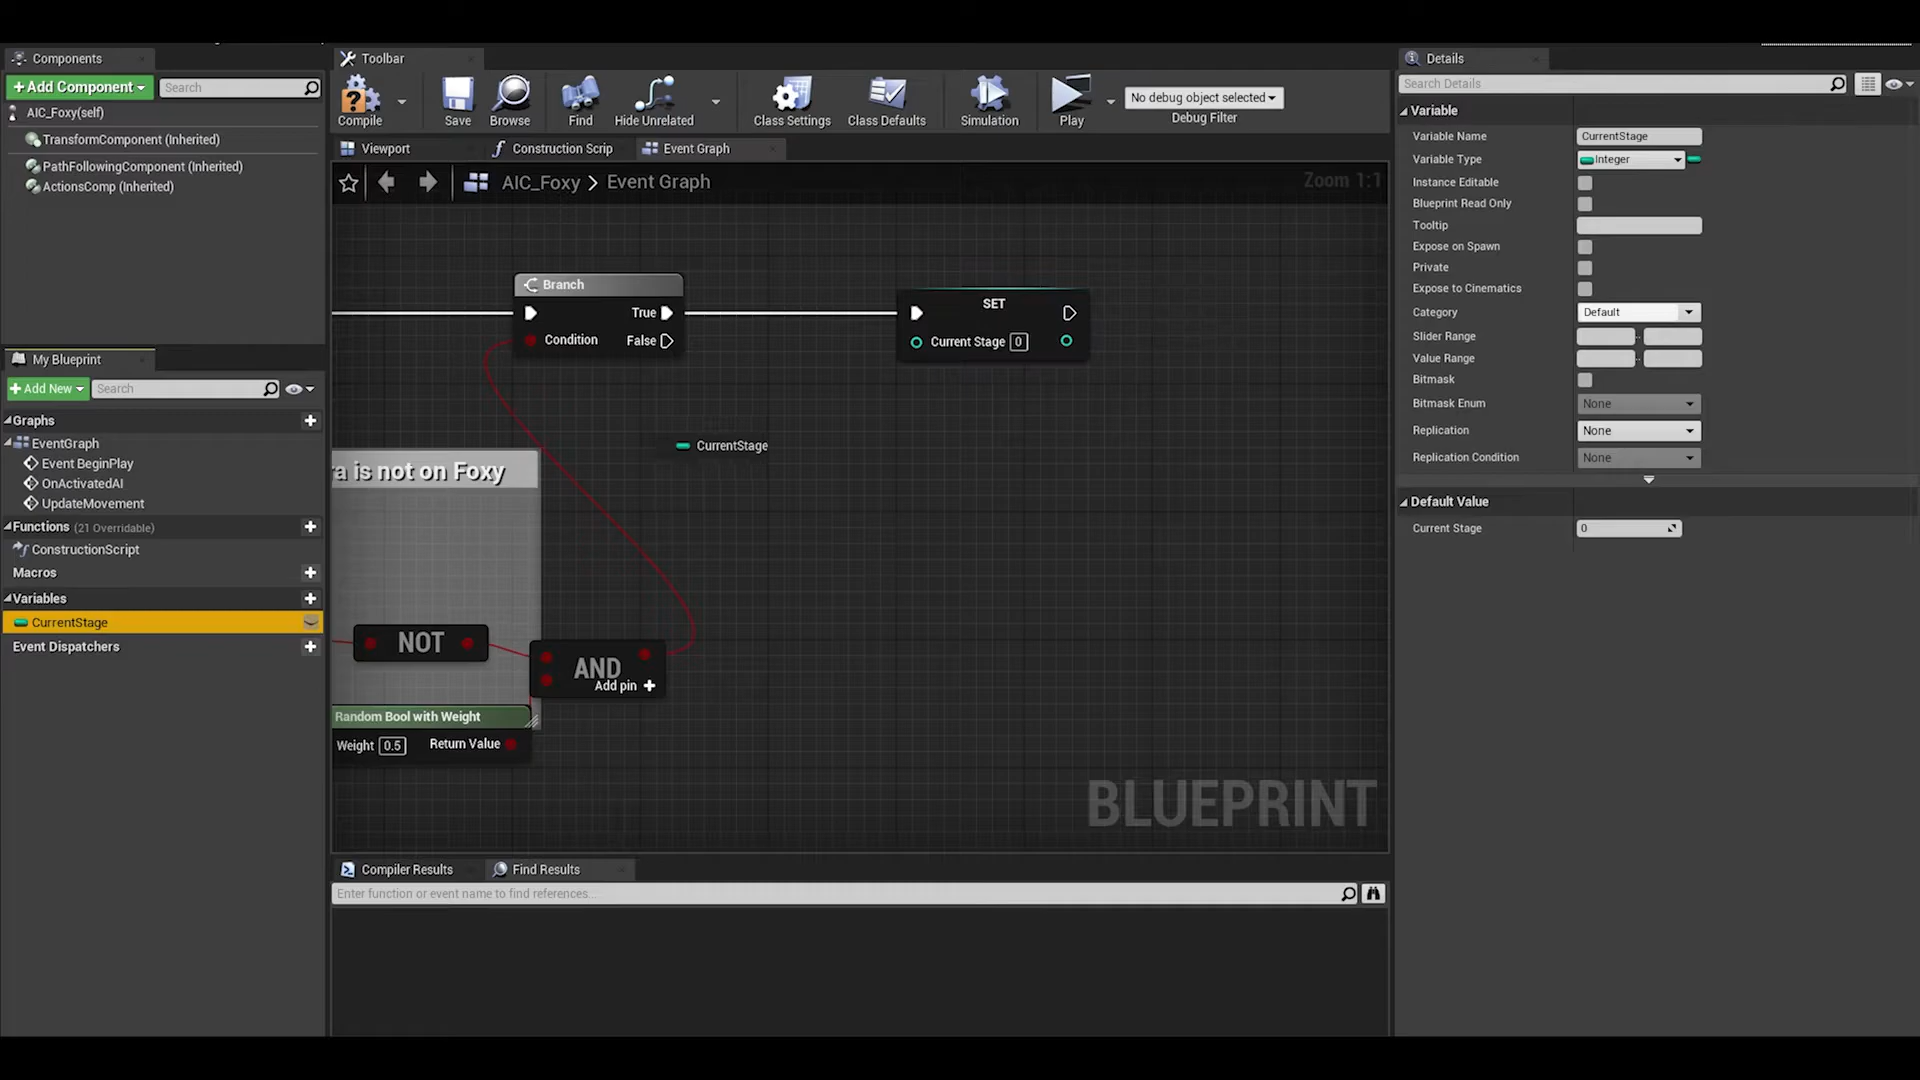 Components
+Add Component
Search
AIC_Foxy(self)
TransformComponent (Inherited)
PathFollowingComponent (Inherited)
ActionsComp (Inherited)
My Blueprint
+Add New
Search
Graphs
EventGraph
Event BeginPlay
OnActivatedAI
UpdateMovement
Functions (21 Overridable)
ConstructionScript
Macros
Variables
CurrentStage
Event Dispatchers
Toolbar
Compile
Save
Browse
Find
Hide Unrelated
Class Settings
Class Defaults
Simulation
Play
No debug object selected
Debug Filter
Viewport
Construction Scrip
Event Graph
AIC_Foxy > Event Graph
Zoom 1:1
Branch
True
Condition
False
SET
Current Stage 0
CurrentStage
ra is not on Foxy
NOT
AND
Add pin +
Random Bool with Weight
Weight 0.5
Return Value
BLUEPRINT
Compiler Results
Find Results
Enter function or event name to find references...
Details
Search Details
Variable
Variable Name CurrentStage
Variable Type Integer
Instance Editable
Blueprint Read Only
Tooltip
Expose on Spawn
Private
Expose to Cinematics
Category Default
Slider Range
Value Range
Bitmask
Bitmask Enum None
Replication None
Replication Condition None
Default Value
Current Stage 0